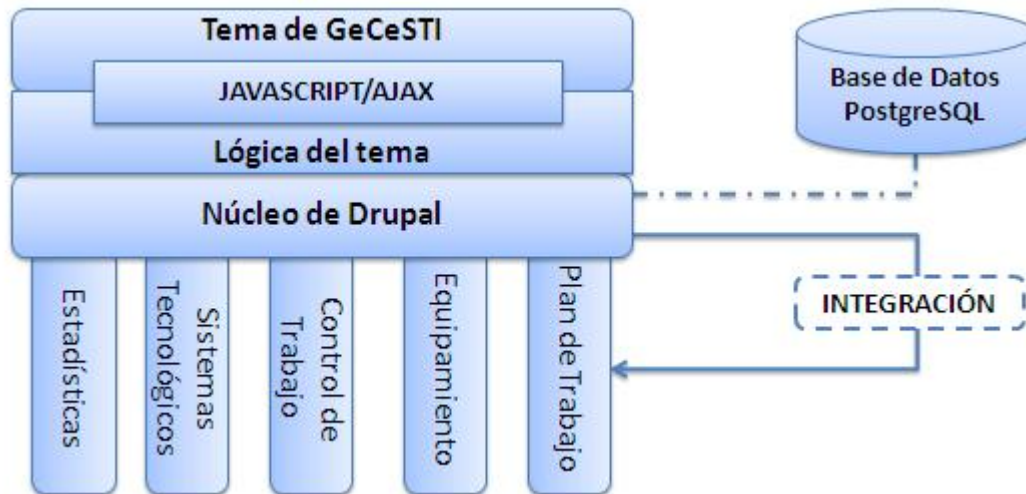 Tema de GeCeSTI
JAVASCRIPT/AJAX
Lógica del tema
Núcleo de Drupal
Base de Datos
PostgreSQL
INTEGRACIÓN
Estadísticas
Sistemas
Tecnológicos
Control de
Trabajo
Equipamiento
Plan de Trabajo